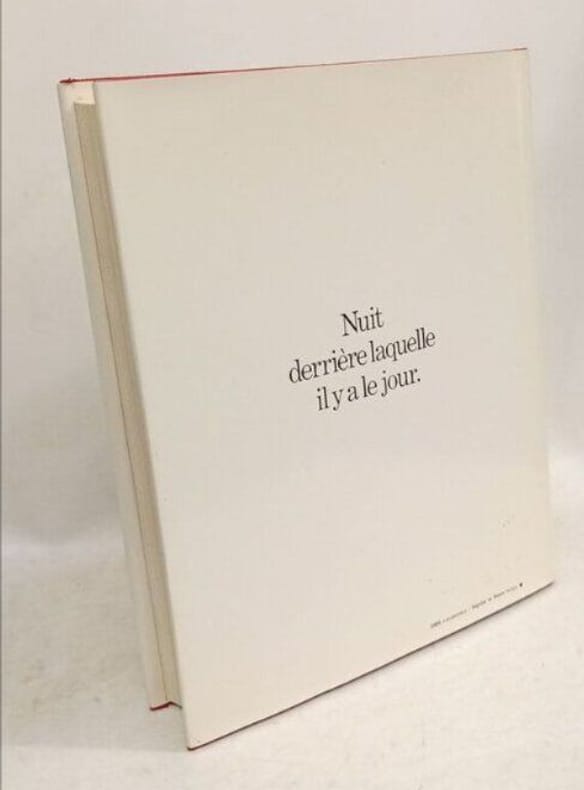 Nuit
derrière laquelle
il y a le jour.